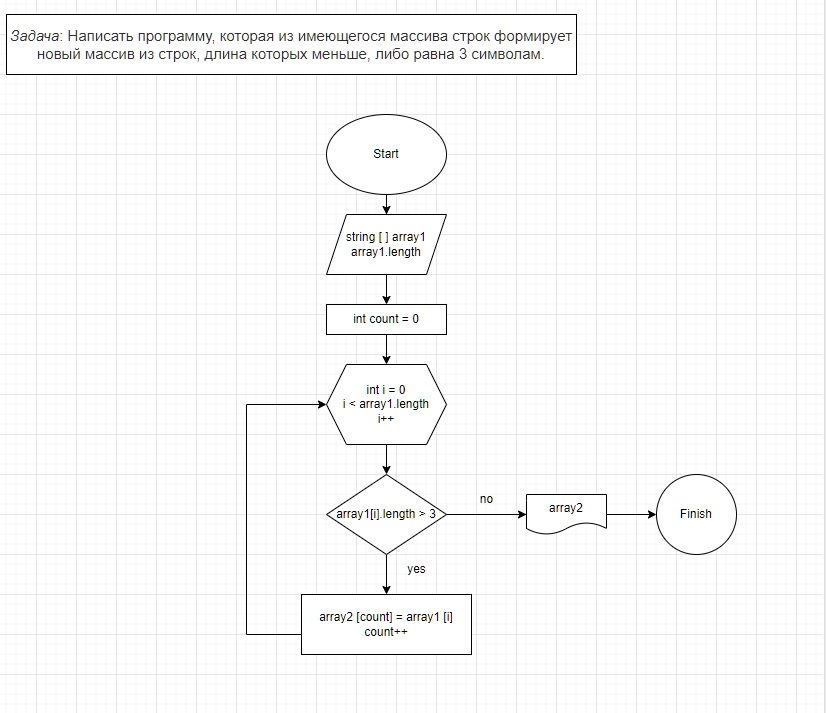 Задача: Написать программу, которая из имеющегося массива строк формирует
новый массив из строк, длина которых меньше, либо равна 3 символам.
Start
string [ ] array1
array1.length
int count = 0
int i = 0
i < array1.length
i++
array1[i].length > 3
no
array2
Finish
yes
array2 [count] = array1 [i]
count++